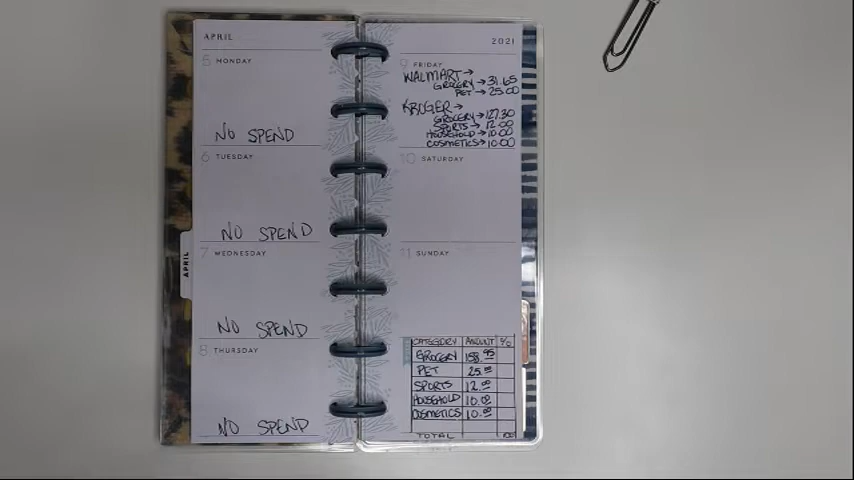 APRIL
5 MONDAY
NO SPEND
6 TUESDAY
NO SPEND
7 WEDNESDAY
NO SPEND
8 THURSDAY
NO SPEND
APRIL
2021
9 FRIDAY
WALMART→
GROCERY→31.65
PET→25.00
KROGER→
GROCERY→127.30
SPORTS→12.00
HOUSEHOLD→10.00
COSMETICS→10.00
10 SATURDAY
11 SUNDAY
CATEGORY AMOUNT %
GROCERY 158.95
PET 25.00
SPORTS 12.00
HOUSEHOLD 10.00
COSMETICS 10.00
TOTAL 100